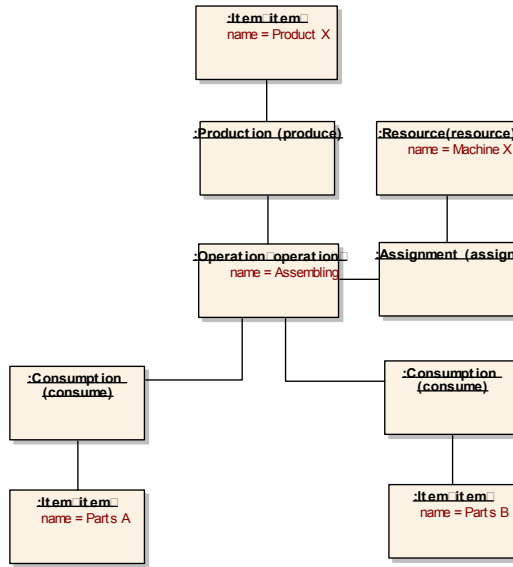 :Item□item□
name = Product X
:Production (produce)
:Resource(resource)
name = Machine X
:Operation□operation□
name = Assembling
:Assignment (assign
:Consumption
(consume)
:Consumption
(consume)
:Item□item□
name = Parts A
:Item□item□
name = Parts B